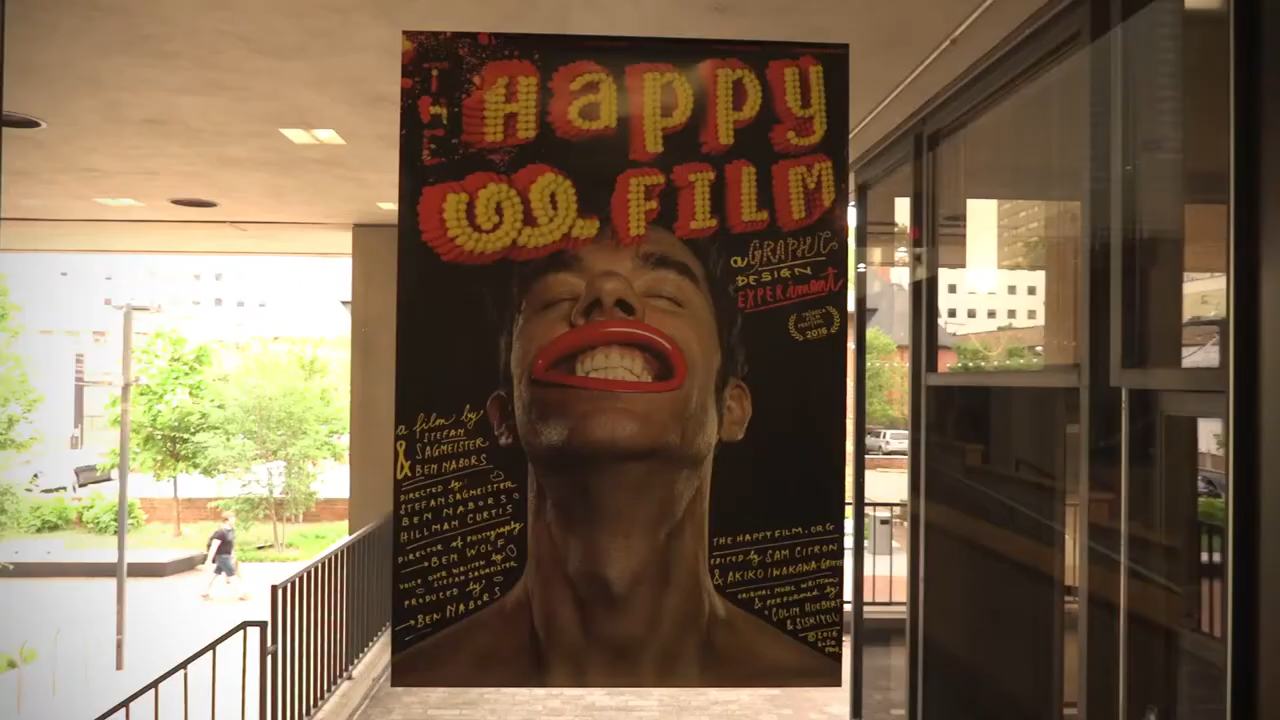 THE
Happy
FILM
a GRAPHIC
DESIGN
EXPERiment
TRIBECA
FILM
FESTIVAL
2016
a film by
STEFAN
& SAGMEISTER
BEN NABORS
DIRECTED by:
STEFAN SAGMEISTER
BEN NABORS
HILLMAN CURTIS
DIRECTOR of PHOTOGRAPHY
BEN WOLF
VOICE OVER WRITTEN by:
STEFAN SAGMEISTER
PRODUCED by
BEN NABORS
THEHAPPYFILM.ORG
EDITED by SAM CITRON
& AKIKO IWAKAWA-GRIEVE
ORIGINAL MUSIC WRITTEN
& PERFORMED by
COLIN HUEBERT
& SISKIYOU
©2016